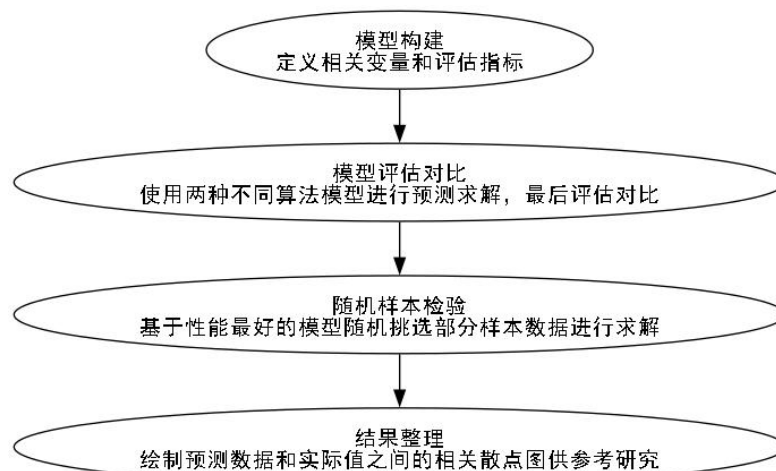 模型构建
定义相关变量和评估指标
模型评估对比
使用两种不同算法模型进行预测求解，最后评估对比
随机样本检验
基于性能最好的模型随机挑选部分样本数据进行求解
结果整理
绘制预测数据和实际值之间的相关散点图供参考研究